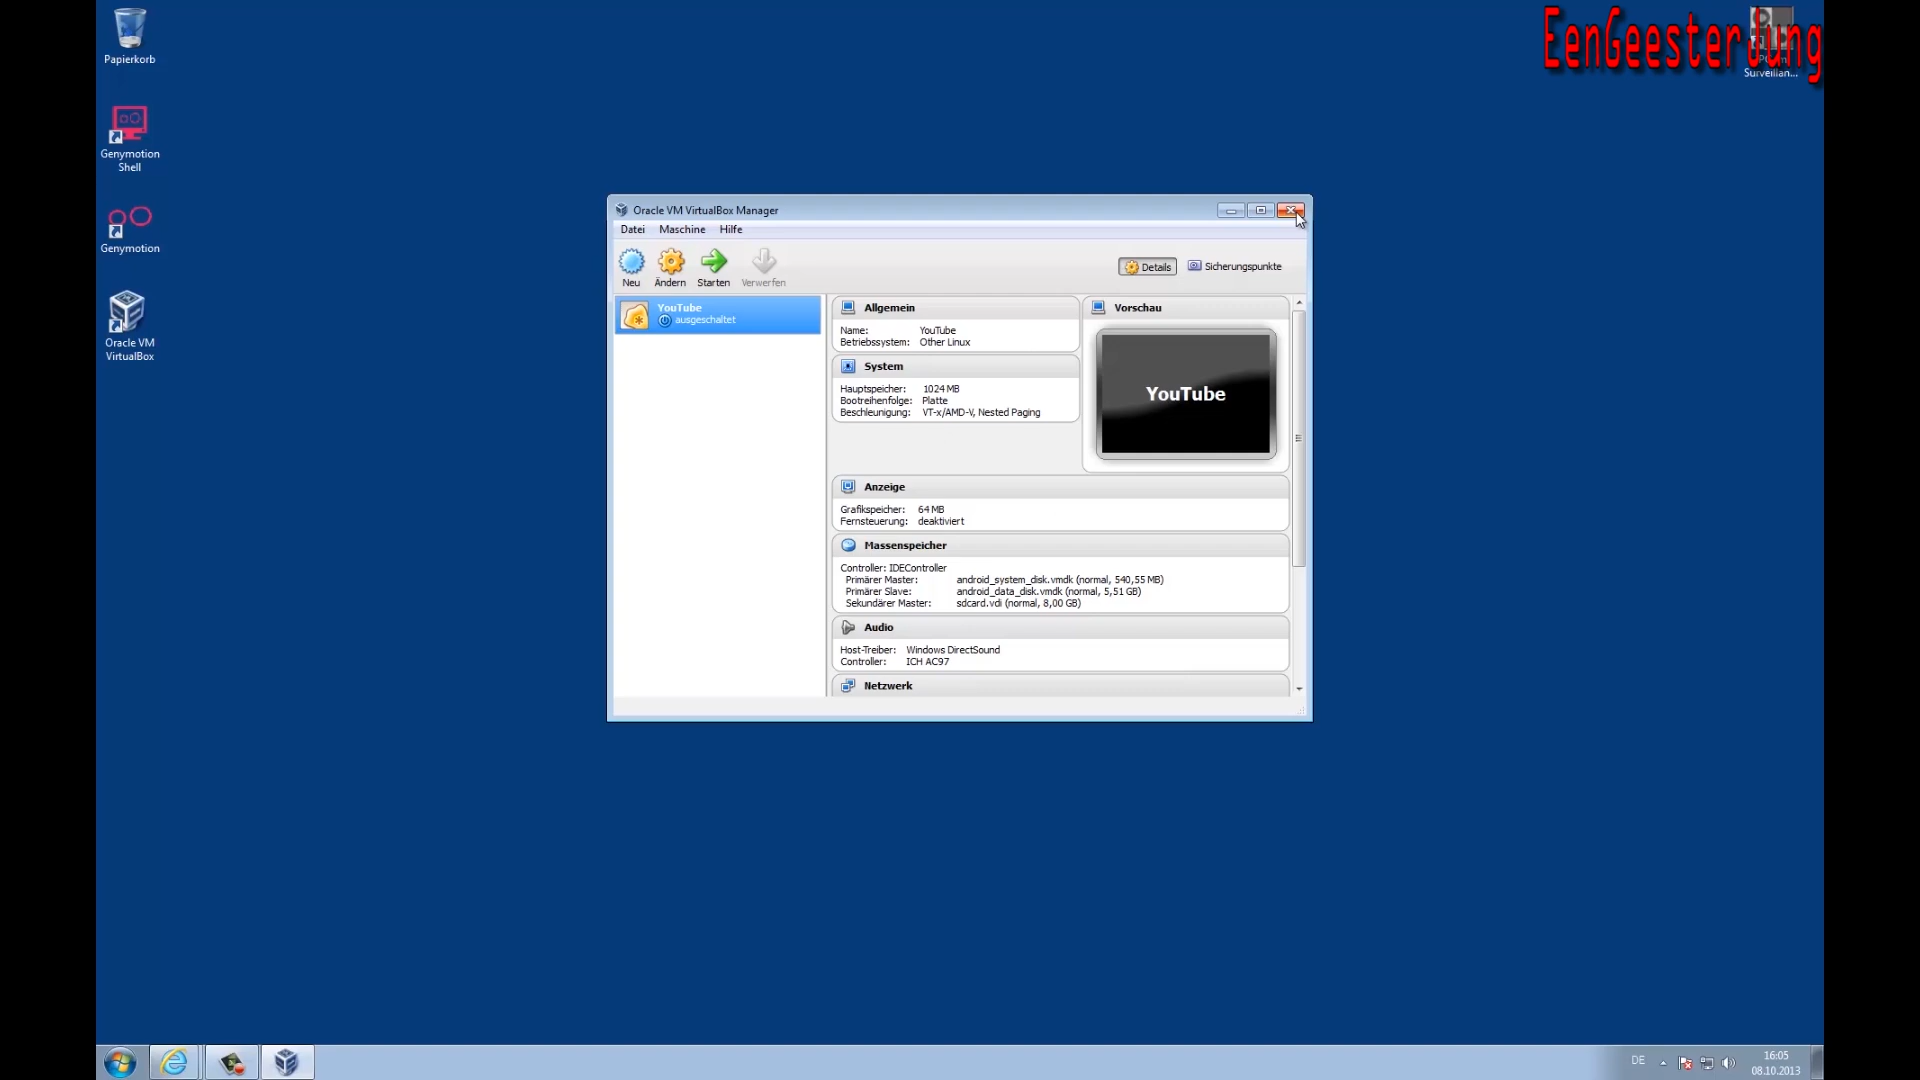 Papierkorb
Genymotion
Shell
Genymotion
Oracle VM
VirtualBox
EenGeesterJung
Surveillan...
Oracle VM VirtualBox Manager
Datei Maschine Hilfe
Neu Ändern Starten Verwerfen
Details Sicherungspunkte
YouTube
ausgeschaltet
Allgemein
Name: YouTube
Betriebssystem: Other Linux
System
Hauptspeicher: 1024 MB
Bootreihenfolge: Platte
Beschleunigung: VT-x/AMD-V, Nested Paging
Vorschau
YouTube
Anzeige
Grafikspeicher: 64 MB
Fernsteuerung: deaktiviert
Massenspeicher
Controller: IDEController
Primärer Master: android_system_disk.vmdk (normal, 540,55 MB)
Primärer Slave: android_data_disk.vmdk (normal, 5,51 GB)
Sekundärer Master: sdcard.vdi (normal, 8,00 GB)
Audio
Host-Treiber: Windows DirectSound
Controller: ICH AC97
Netzwerk
DE
16:05
08.10.2013